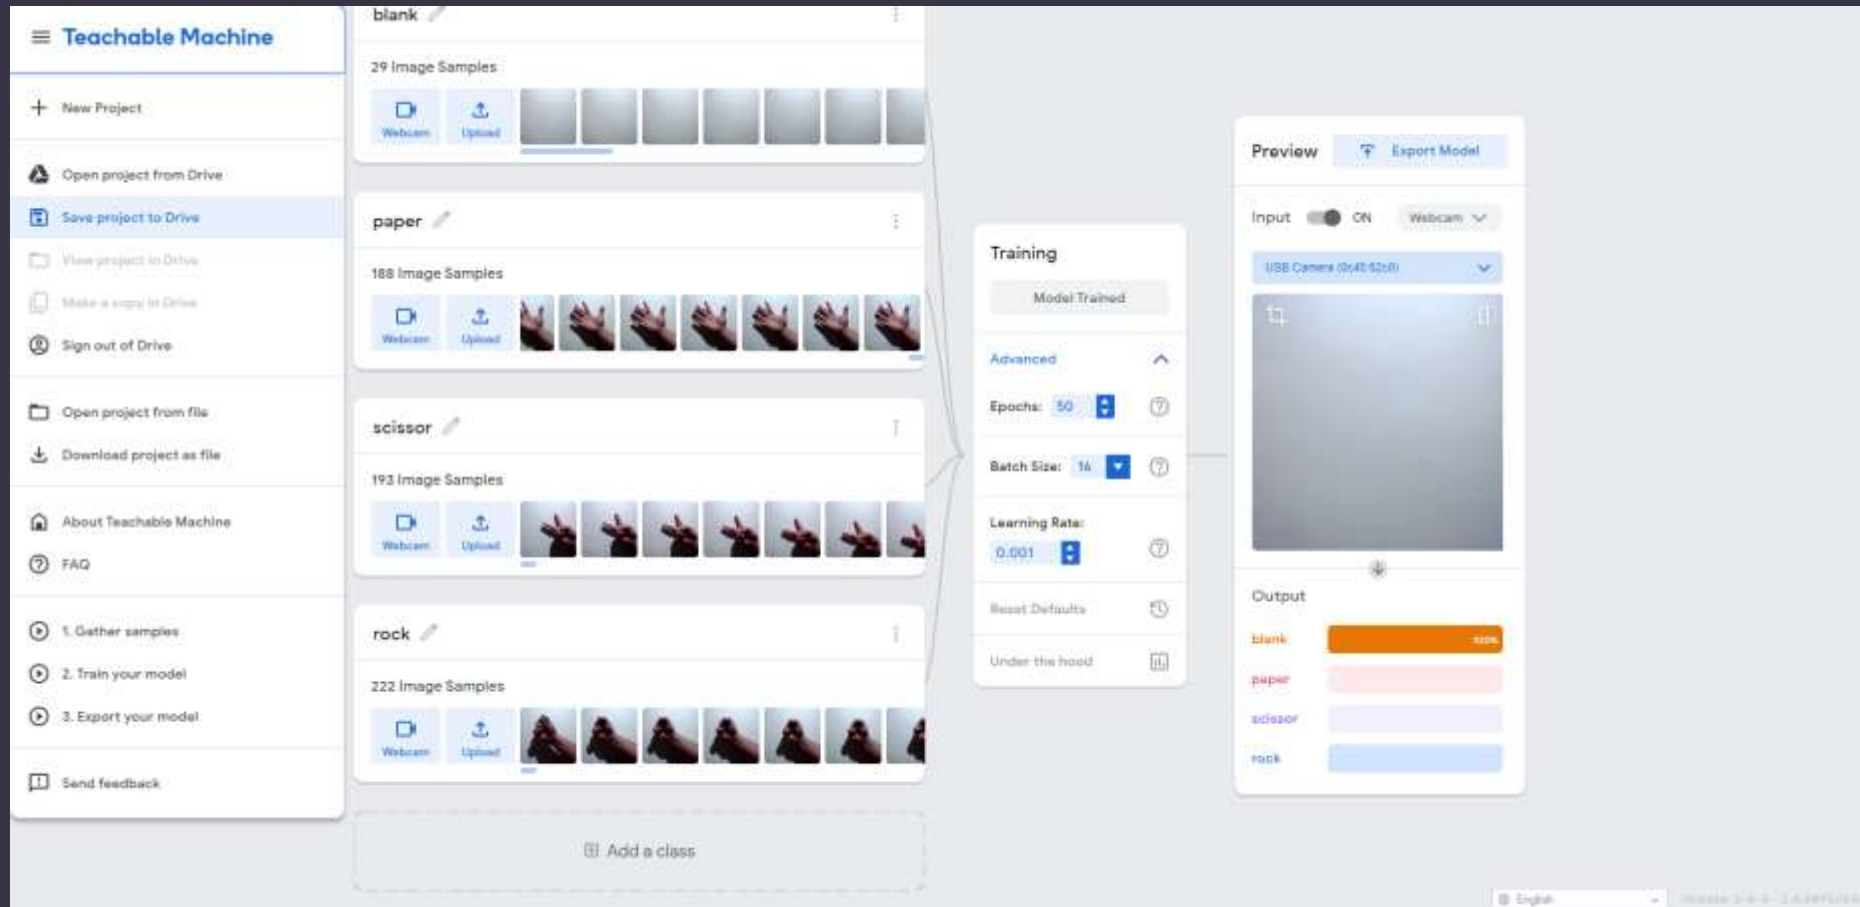 Teachable Machine
New Project
Open project from Drive
Save project to Drive
View project in Drive
Make a copy in Drive
Sign out of Drive
Open project from file
Download project as file
About Teachable Machine
FAQ
1. Gather samples
2. Train your model
3. Export your model
Send feedback
blank
29 Image Samples
Webcam Upload
paper
188 Image Samples
Webcam Upload
scissor
193 Image Samples
Webcam Upload
rock
222 Image Samples
Webcam Upload
Add a class
Training
Model Trained
Advanced
Epochs: 50
Batch Size: 16
Learning Rate:
0.001
Reset Defaults
Under the hood
Preview Export Model
Input ON Webcam
USB Camera
Output
blank 100%
paper
scissor
rock
English